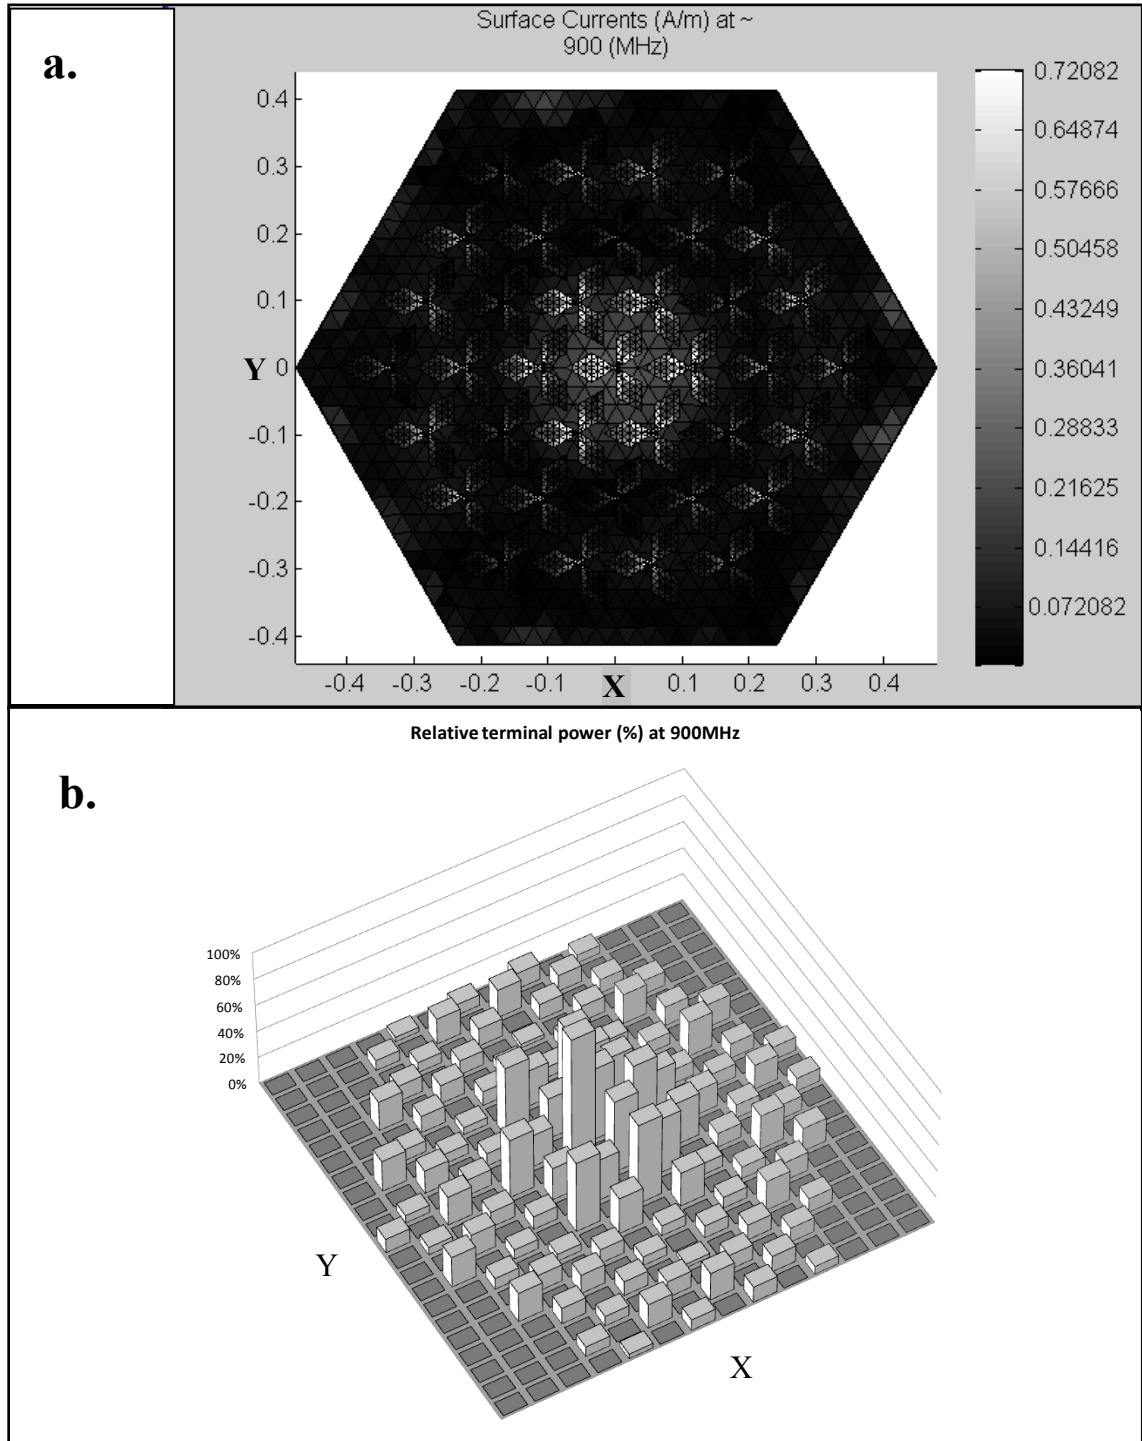 a.
Surface Currents (A/m) at ~
900 (MHz)
0.4
0.3
0.2
0.1
Y 0
-0.1
-0.2
-0.3
-0.4
-0.4 -0.3 -0.2 -0.1 X 0.1 0.2 0.3 0.4
0.72082
0.64874
0.57666
0.50458
0.43249
0.36041
0.28833
0.21625
0.14416
0.072082
Relative terminal power (%) at 900MHz
b.
100%
80%
60%
40%
20%
0%
Y
X